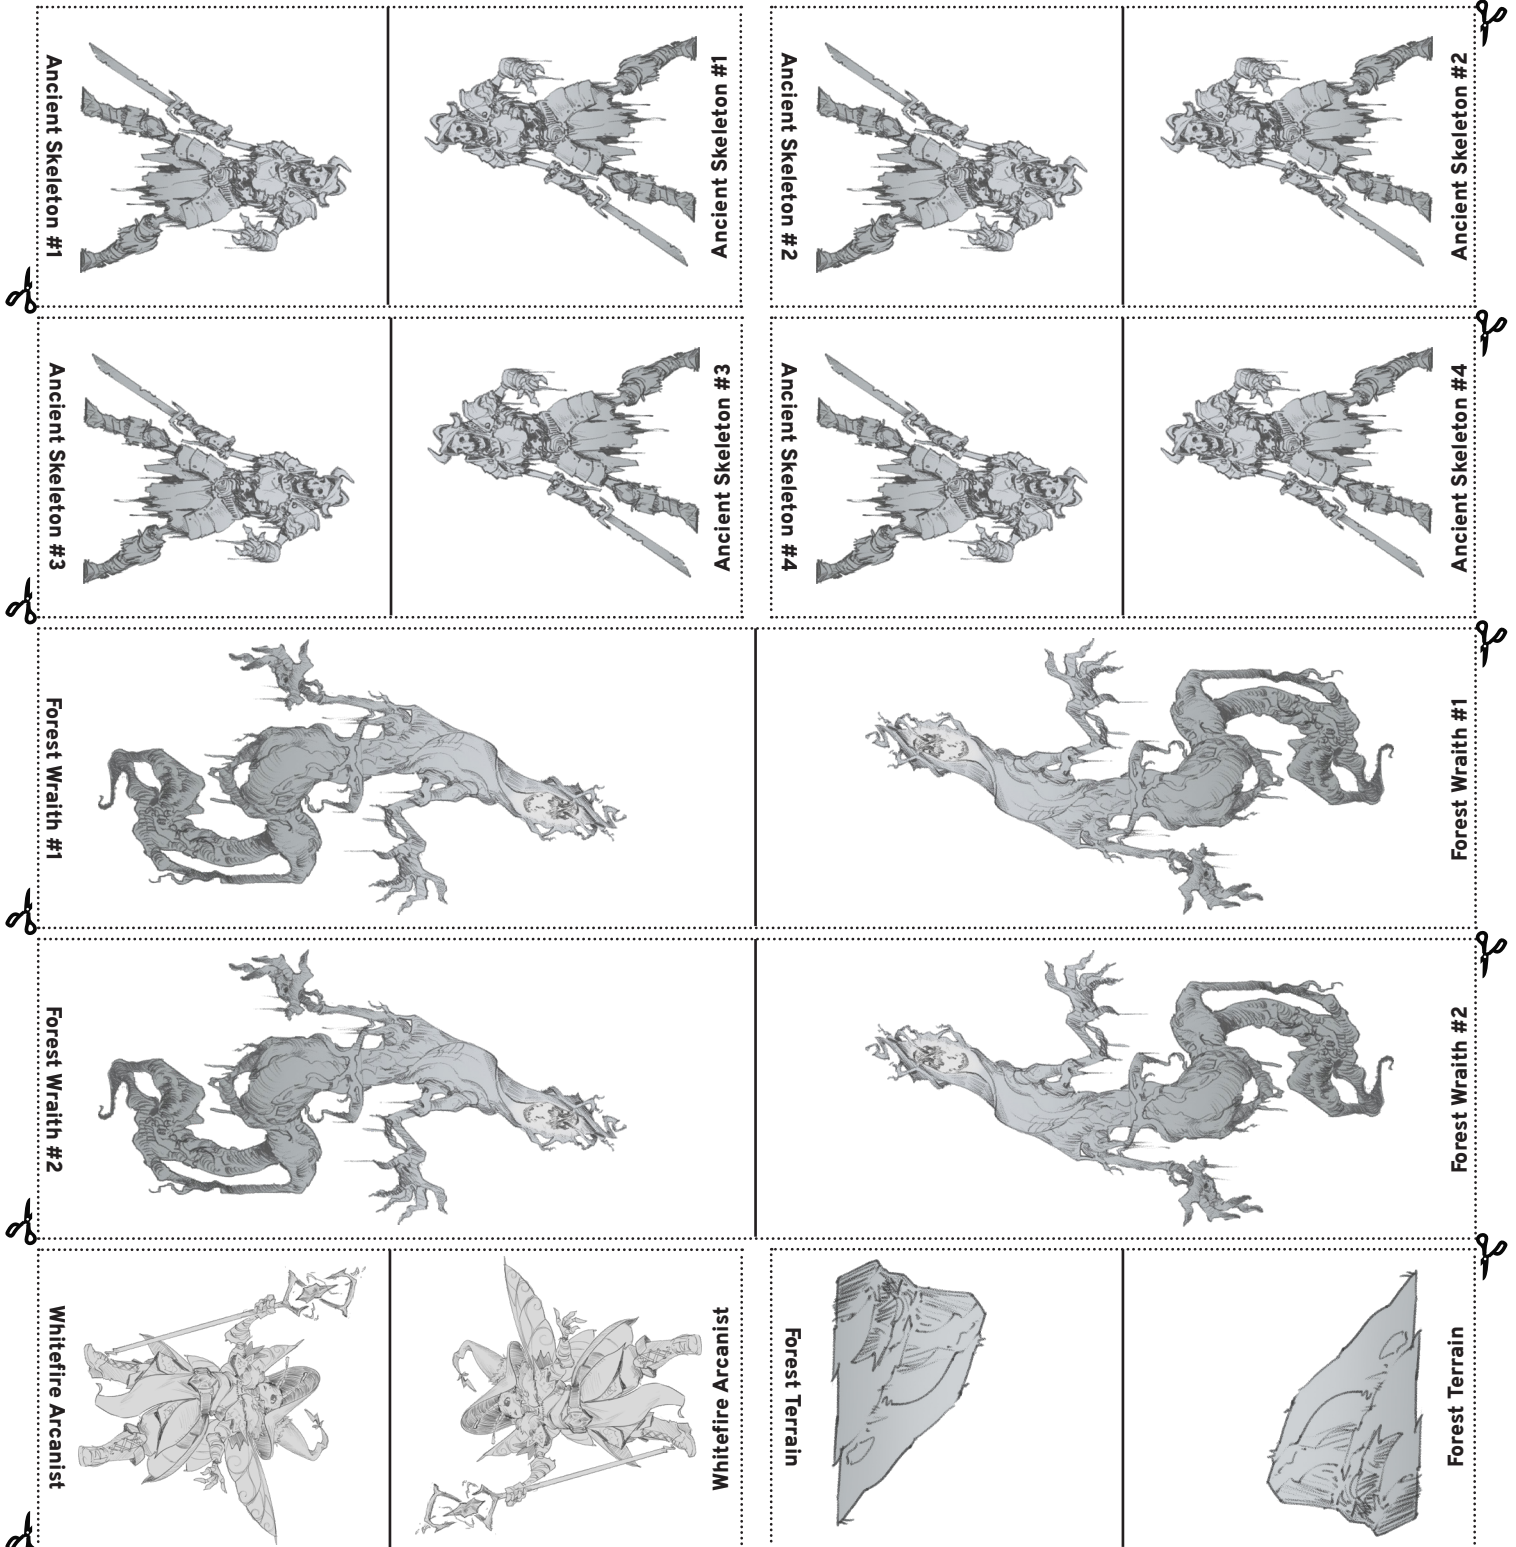 Ancient Skeleton #1
Ancient Skeleton #1
Ancient Skeleton #2
Ancient Skeleton #2
Ancient Skeleton #3
Ancient Skeleton #3
Ancient Skeleton #4
Ancient Skeleton #4
Forest Wraith #1
Forest Wraith #1
Forest Wraith #2
Forest Wraith #2
Whitefire Arcanist
Whitefire Arcanist
Forest Terrain
Forest Terrain